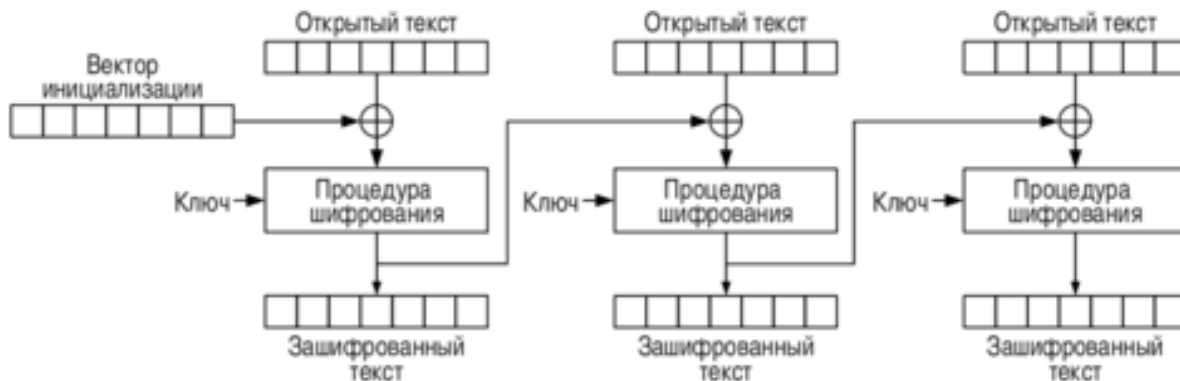 Открытый текст
Открытый текст
Открытый текст
Вектор
инициализации
Ключ
Процедура
шифрования
Ключ
Процедура
шифрования
Ключ
Процедура
шифрования
Зашифрованный
текст
Зашифрованный
текст
Зашифрованный
текст